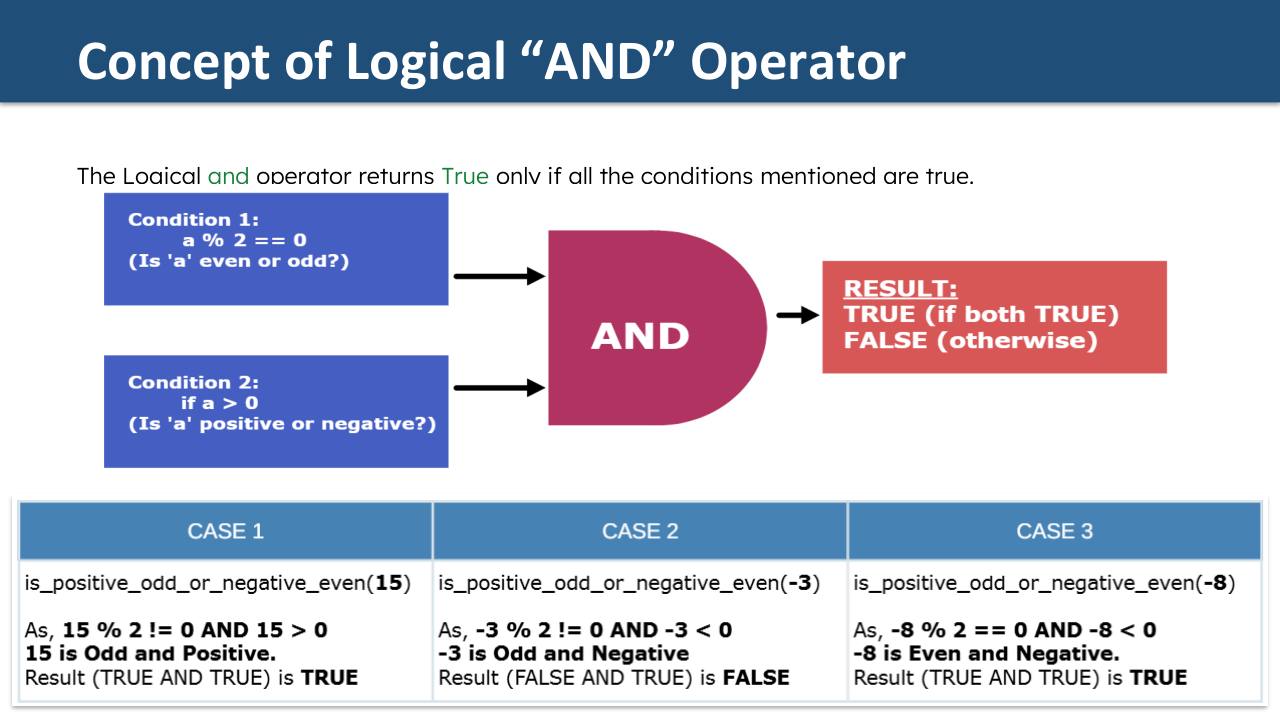 Concept of Logical “AND” Operator
The Logical and operator returns True only if all the conditions mentioned are true.
Condition 1:
a % 2 == 0
(Is 'a' even or odd?)
Condition 2:
if a > 0
(Is 'a' positive or negative?)
AND
RESULT:
TRUE (if both TRUE)
FALSE (otherwise)
CASE 1
is_positive_odd_or_negative_even(15)
As, 15 % 2 != 0 AND 15 > 0
15 is Odd and Positive.
Result (TRUE AND TRUE) is TRUE
CASE 2
is_positive_odd_or_negative_even(-3)
As, -3 % 2 != 0 AND -3 < 0
-3 is Odd and Negative
Result (FALSE AND TRUE) is FALSE
CASE 3
is_positive_odd_or_negative_even(-8)
As, -8 % 2 == 0 AND -8 < 0
-8 is Even and Negative.
Result (TRUE AND TRUE) is TRUE